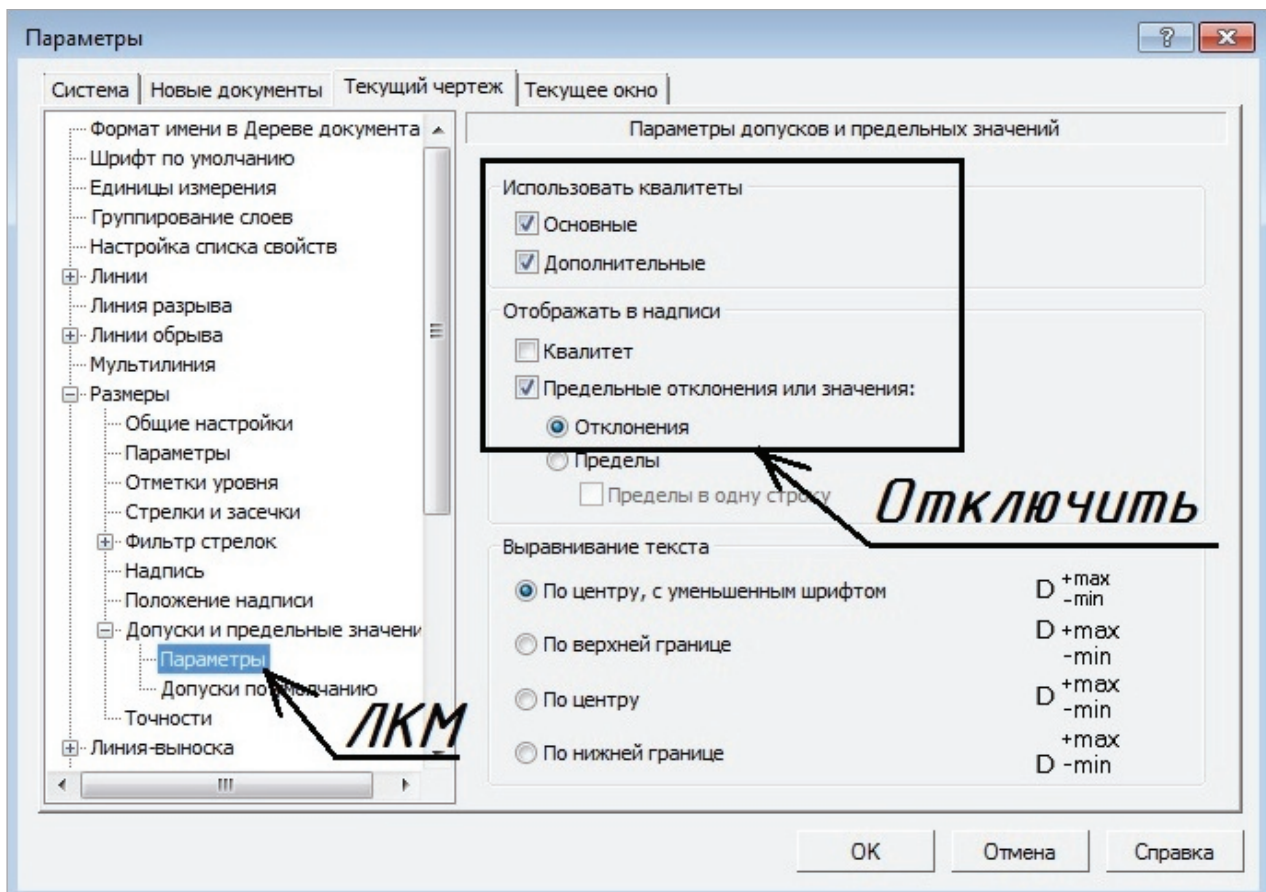 Параметры
Система Новые документы Текущий чертеж Текущее окно
Формат имени в Дереве документа
Шрифт по умолчанию
Единицы измерения
Группирование слоев
Настройка списка свойств
Линии
Линия разрыва
Линии обрыва
Мультилиния
Размеры
Общие настройки
Параметры
Отметки уровня
Стрелки и засечки
Фильтр стрелок
Надпись
Положение надписи
Допуски и предельные значени
Параметры
Допуски по умолчанию
Точности
Линия-выноска
ЛКМ
Параметры допусков и предельных значений
Использовать квалитеты
Основные
Дополнительные
Отображать в надписи
Квалитет
Предельные отклонения или значения:
Отклонения
Пределы
Пределы в одну строку
Отключить
Выравнивание текста
По центру, с уменьшенным шрифтом D +max -min
По верхней границе D +max -min
По центру D +max -min
По нижней границе D +max -min
OK Отмена Справка